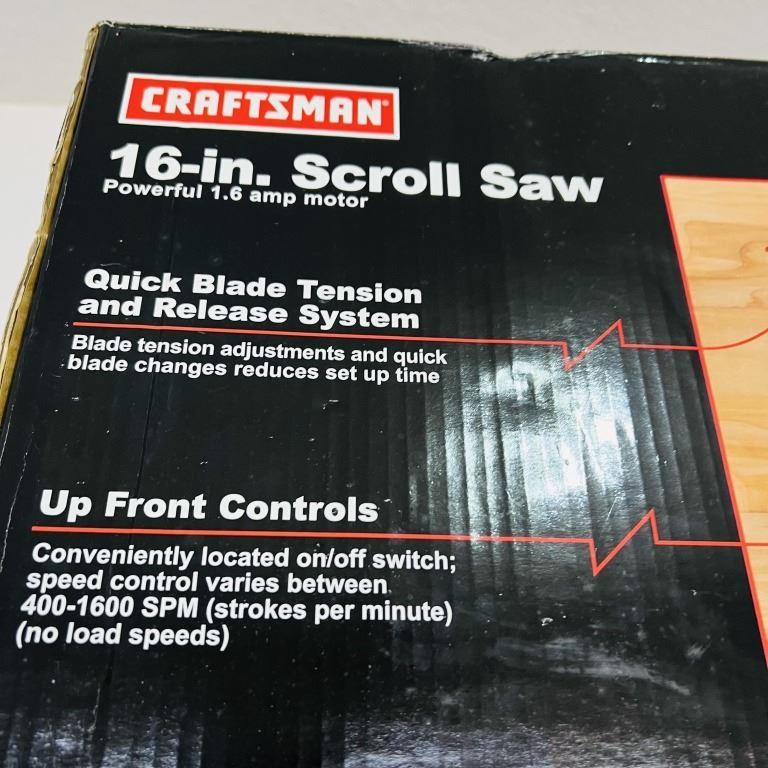 CRAFTSMAN®
16-in. Scroll Saw
Powerful 1.6 amp motor
Quick Blade Tension
and Release System
Blade tension adjustments and quick
blade changes reduces set up time
Up Front Controls
Conveniently located on/off switch;
speed control varies between
400-1600 SPM (strokes per minute)
(no load speeds)